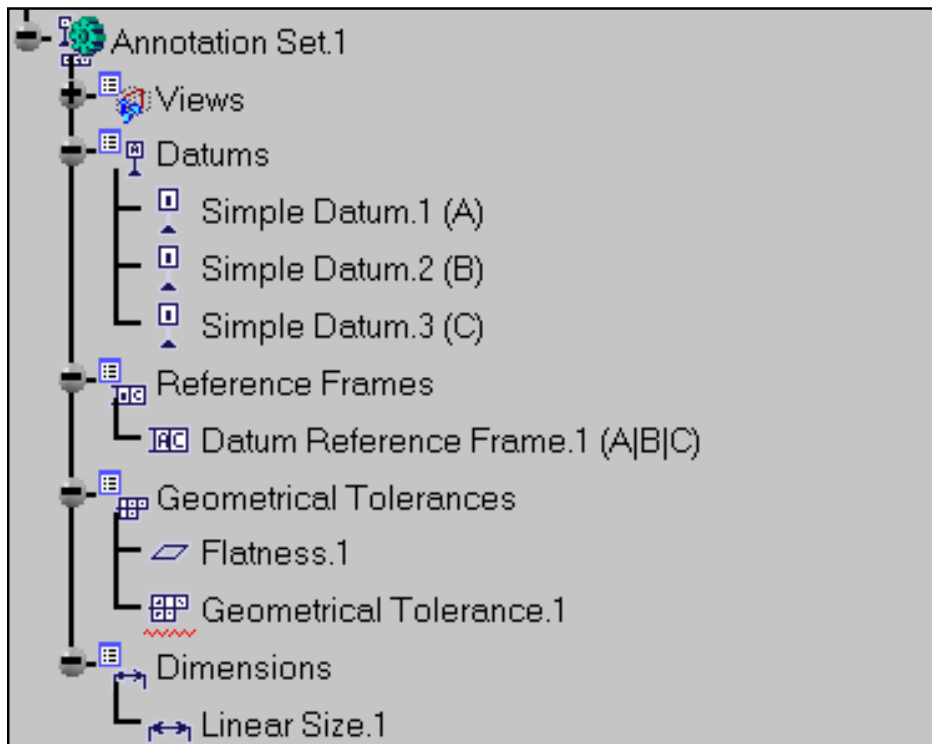 Annotation Set.1
Views
Datums
Simple Datum.1 (A)
Simple Datum.2 (B)
Simple Datum.3 (C)
Reference Frames
Datum Reference Frame.1 (A|B|C)
Geometrical Tolerances
Flatness.1
Geometrical Tolerance.1
Dimensions
Linear Size.1